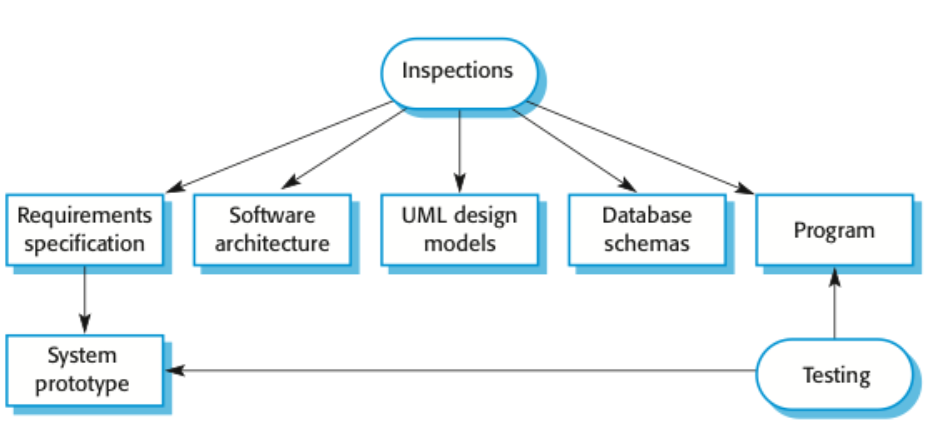 Inspections
Requirements
specification
Software
architecture
UML design
models
Database
schemas
Program
System
prototype
Testing